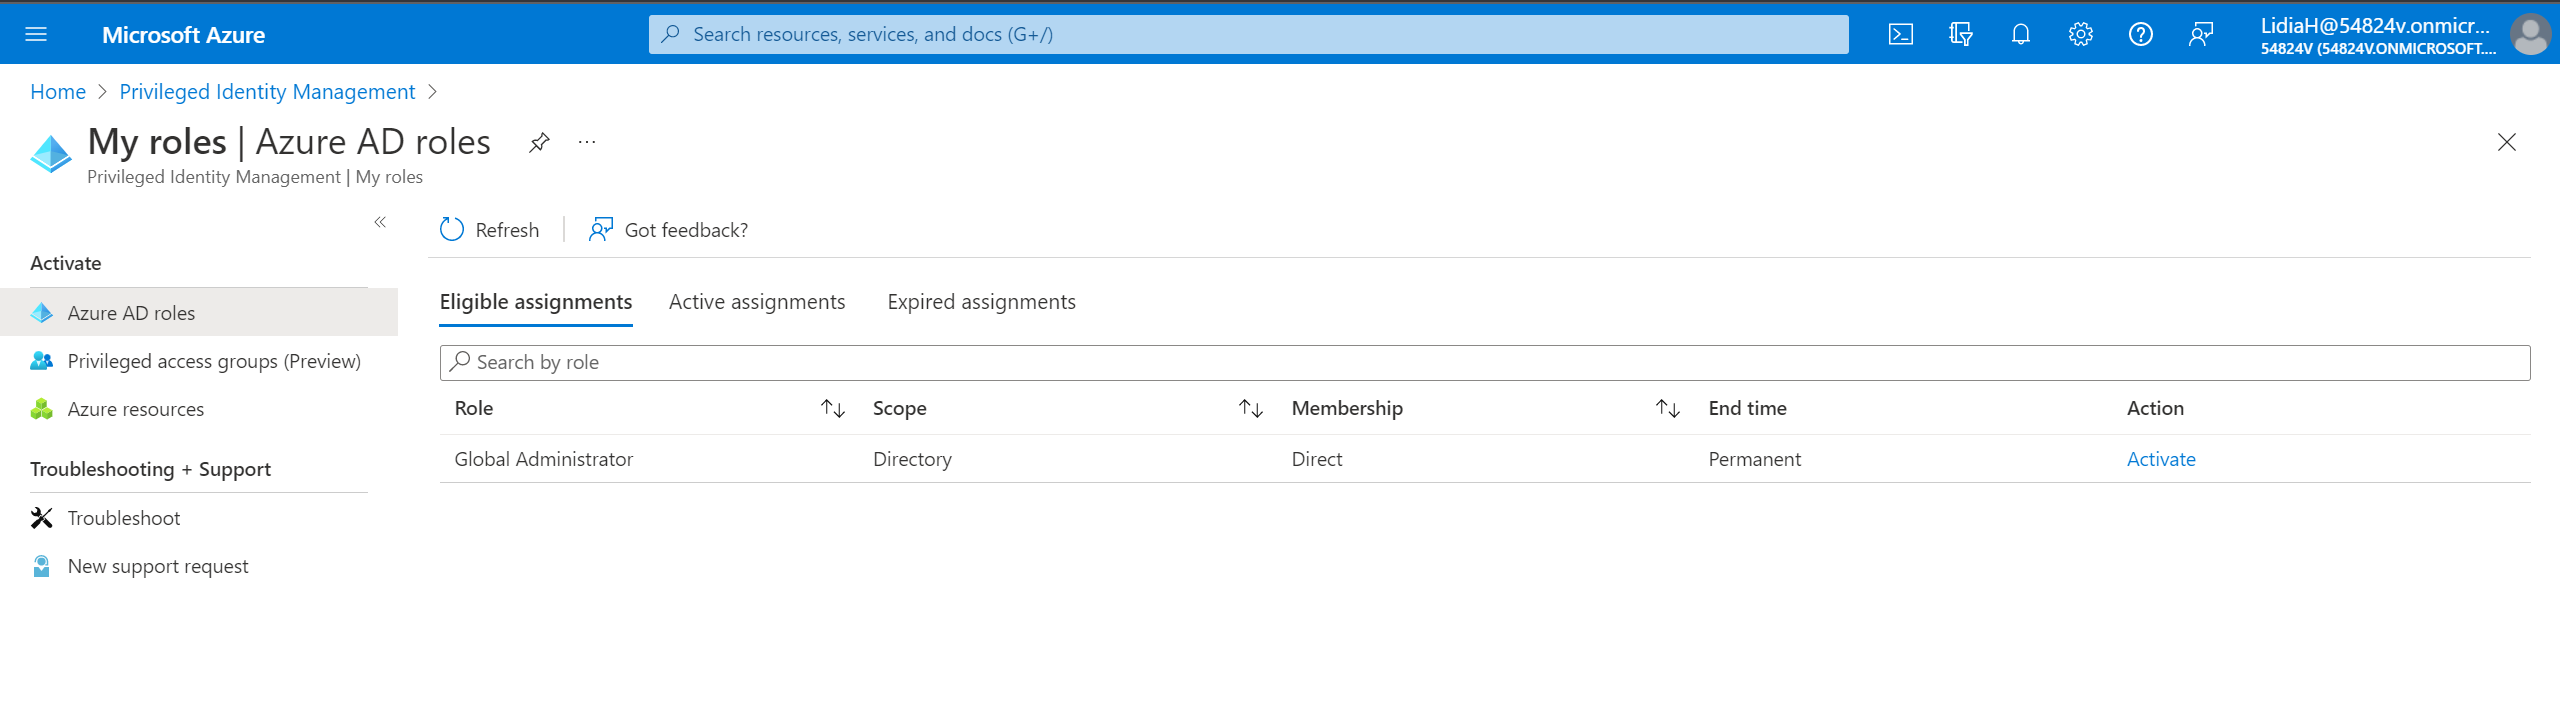 Microsoft Azure
Search resources, services, and docs (G+/)
LidiaH@54824v.onmicr...
54824V (54824V.ONMICROSOFT....
Home > Privileged Identity Management >
My roles | Azure AD roles
Privileged Identity Management | My roles
Refresh
Got feedback?
Activate
Azure AD roles
Privileged access groups (Preview)
Azure resources
Troubleshooting + Support
Troubleshoot
New support request
Eligible assignments Active assignments Expired assignments
Search by role
Role Scope Membership End time Action
Global Administrator Directory Direct Permanent Activate